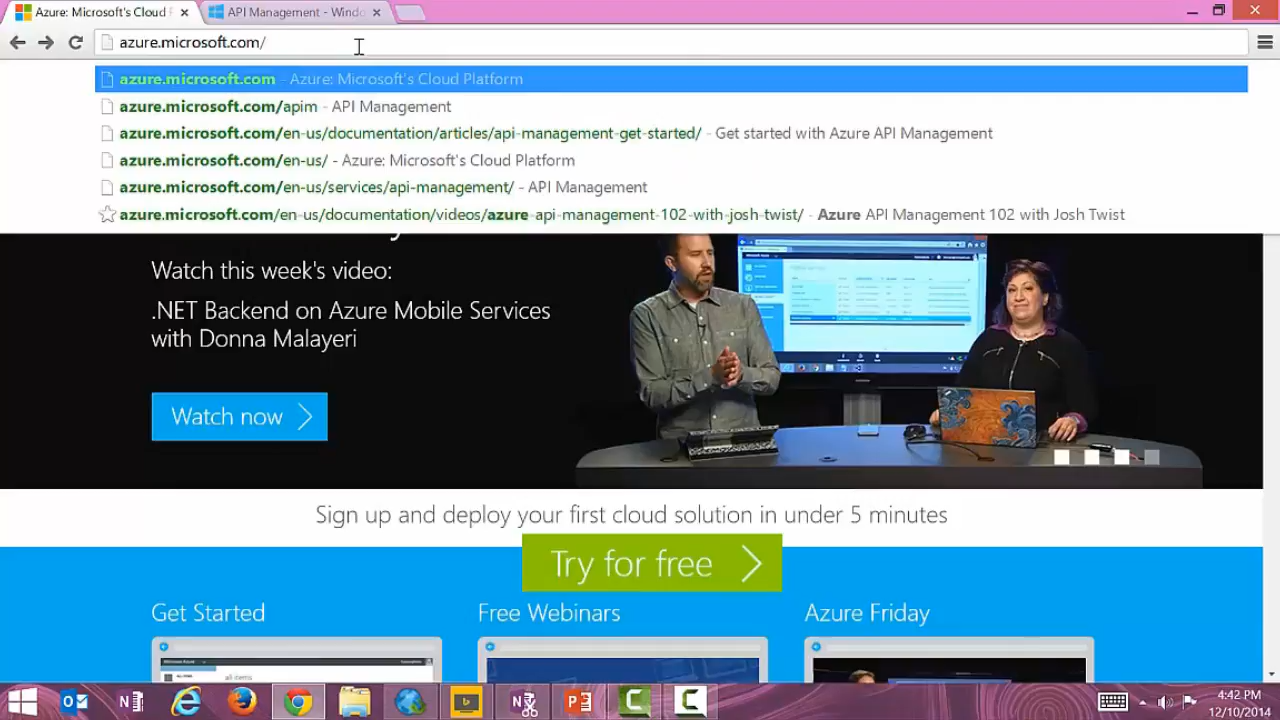 Azure: Microsoft's Cloud F
API Management - Windo
azure.microsoft.com/
azure.microsoft.com - Azure: Microsoft's Cloud Platform
azure.microsoft.com/apim - API Management
azure.microsoft.com/en-us/documentation/articles/api-management-get-started/ - Get started with Azure API Management
azure.microsoft.com/en-us/ - Azure: Microsoft's Cloud Platform
azure.microsoft.com/en-us/services/api-management/ - API Management
azure.microsoft.com/en-us/documentation/videos/azure-api-management-102-with-josh-twist/ - Azure API Management 102 with Josh Twist
Watch this week's video:
.NET Backend on Azure Mobile Services
with Donna Malayeri
Watch now
Sign up and deploy your first cloud solution in under 5 minutes
Try for free
Get Started
Free Webinars
Azure Friday
all items
4:42 PM
12/10/2014